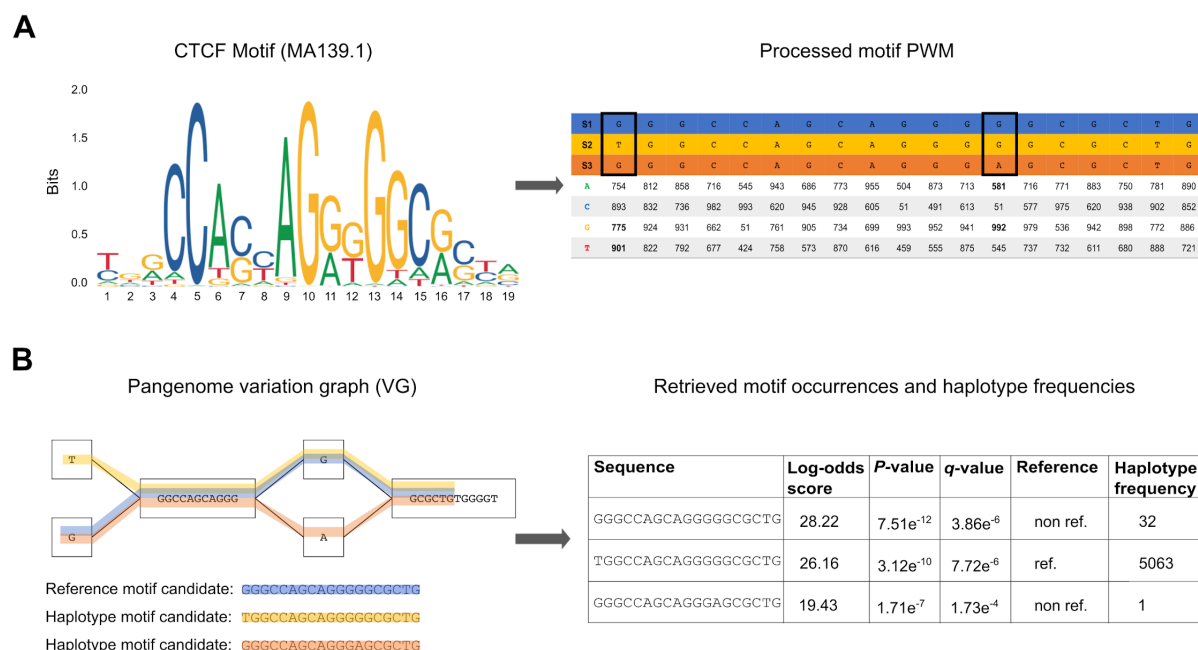 A
CTCF Motif (MA139.1)
Processed motif PWM
2.0
1.5
1.0
0.5
0.0
Bits
1 2 3 4 5 6 7 8 9 10 11 12 13 14 15 16 17 18 19
S1 G G G C C A G C A G G G G G C G C T G
S2 T G G C C A G C A G G G G G C G C T G
S3 G G G C C A G C A G G G A G C G C T G
A 754 812 858 716 545 943 686 773 955 504 873 713 581 716 771 883 750 781 890
C 893 832 736 982 993 620 945 928 605 51 491 613 51 577 975 620 938 902 852
G 775 924 931 662 51 761 905 734 699 993 952 941 992 979 536 942 898 772 886
T 901 822 792 677 424 758 573 870 616 459 555 875 545 737 732 611 680 888 721
B
Pangenome variation graph (VG)
Retrieved motif occurrences and haplotype frequencies
T
G
GGCCAGCAGGG
G
A
GCGCTGTGGGGT
Reference motif candidate: GGGCCAGCAGGGGGCGCTG
Haplotype motif candidate: TGGCCAGCAGGGGGCGCTG
Haplotype motif candidate: GGGCCAGCAGGGAGCGCTG
Sequence Log-odds score P-value q-value Reference Haplotype frequency
GGGCCAGCAGGGGGCGCTG 28.22 7.51e-12 3.86e-6 non ref. 32
TGGCCAGCAGGGGGCGCTG 26.16 3.12e-10 7.72e-6 ref. 5063
GGGCCAGCAGGGAGCGCTG 19.43 1.71e-7 1.73e-4 non ref. 1